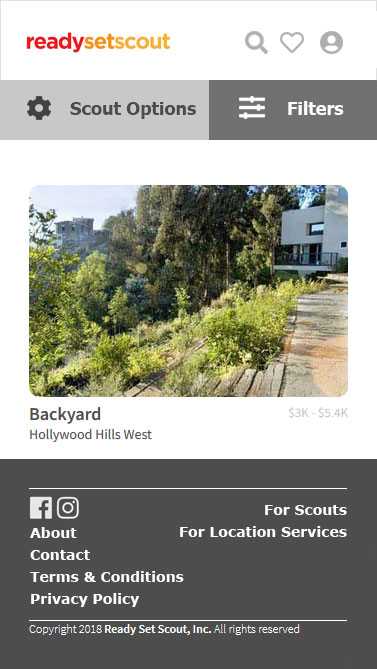 readysetscout
Scout Options
Filters
Backyard
$3K - $5.4K
Hollywood Hills West
For Scouts
About
For Location Services
Contact
Terms & Conditions
Privacy Policy
Copyright 2018 Ready Set Scout, Inc. All rights reserved